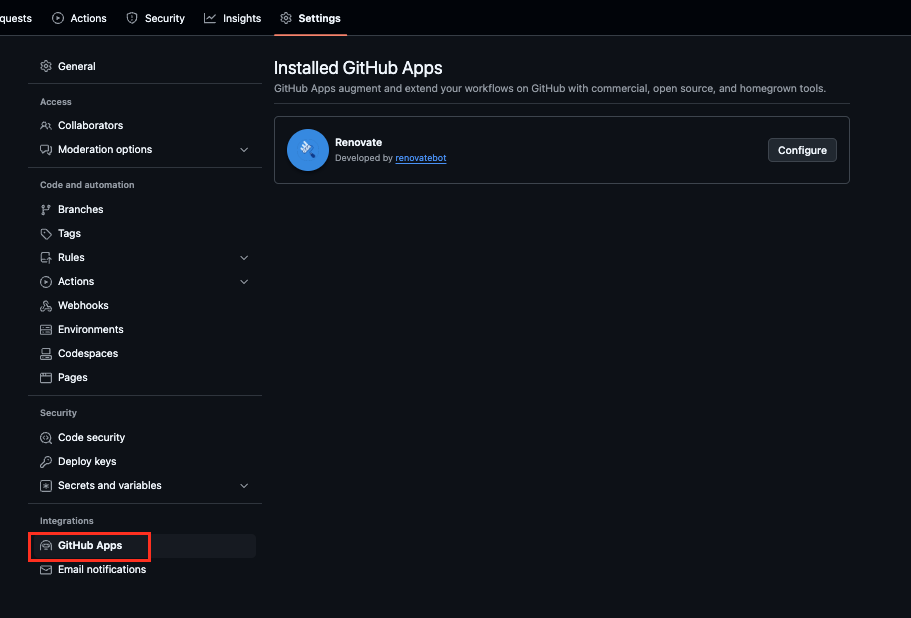 quests Actions Security Insights Settings
General
Access
Collaborators
Moderation options
Code and automation
Branches
Tags
Rules
Actions
Webhooks
Environments
Codespaces
Pages
Security
Code security
Deploy keys
Secrets and variables
Integrations
GitHub Apps
Email notifications
Installed GitHub Apps
GitHub Apps augment and extend your workflows on GitHub with commercial, open source, and homegrown tools.
Renovate
Developed by renovatebot
Configure